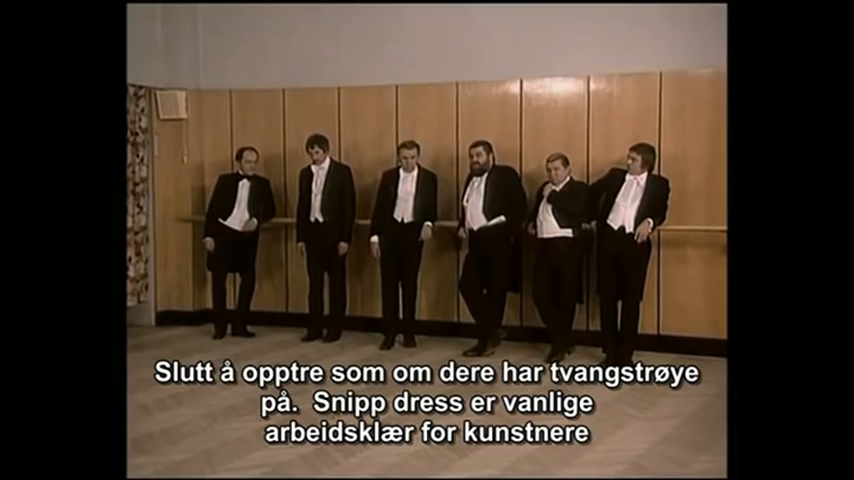 Slutt å opptre som om dere har tvangstrøye
på.  Snipp dress er vanlige
arbeidsklær for kunstnere